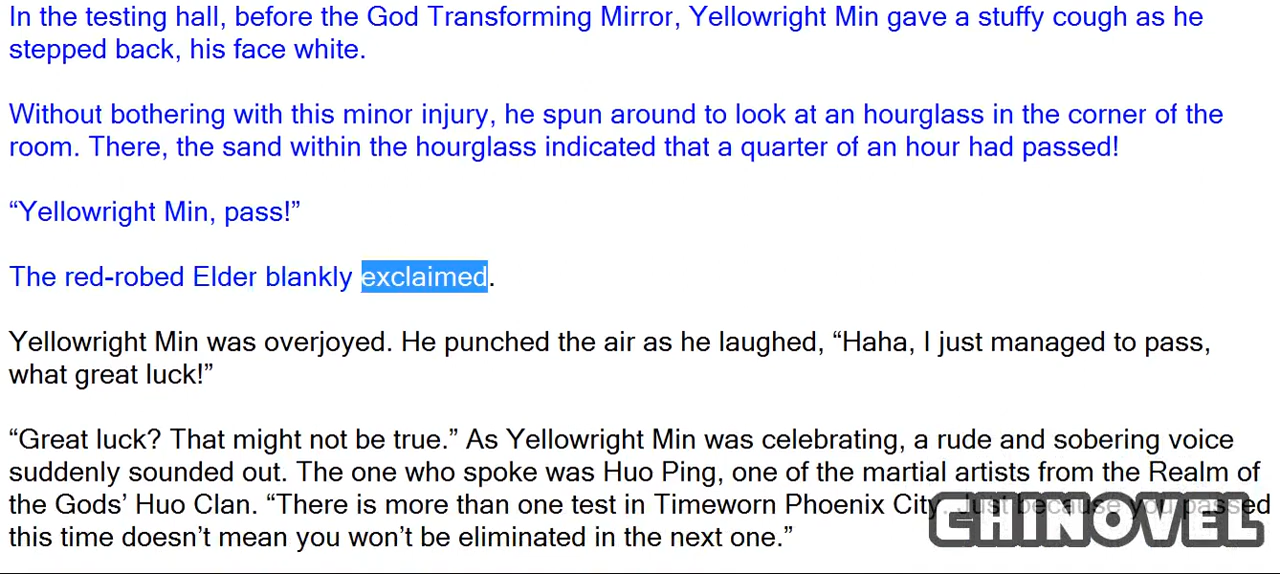 In the testing hall, before the God Transforming Mirror, Yellowright Min gave a stuffy cough as he
stepped back, his face white.
Without bothering with this minor injury, he spun around to look at an hourglass in the corner of the
room. There, the sand within the hourglass indicated that a quarter of an hour had passed!
“Yellowright Min, pass!”
The red-robed Elder blankly exclaimed.
Yellowright Min was overjoyed. He punched the air as he laughed, “Haha, I just managed to pass,
what great luck!”
“Great luck? That might not be true.” As Yellowright Min was celebrating, a rude and sobering voice
suddenly sounded out. The one who spoke was Huo Ping, one of the martial artists from the Realm of
the Gods’ Huo Clan. “There is more than one test in Timeworn Phoenix City. Just because you passed
this time doesn’t mean you won’t be eliminated in the next one.”
CHINOVEL